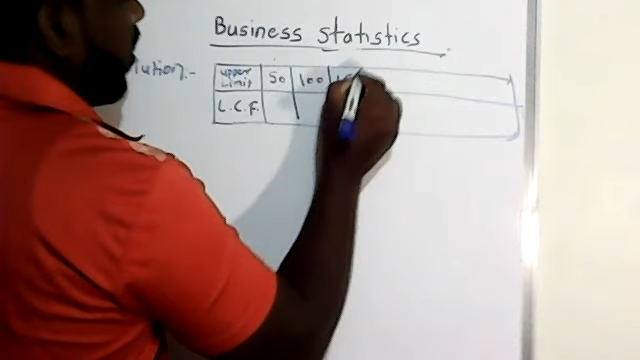 Business Statistics
lution:-
upper limit 50 100
L.C.F.